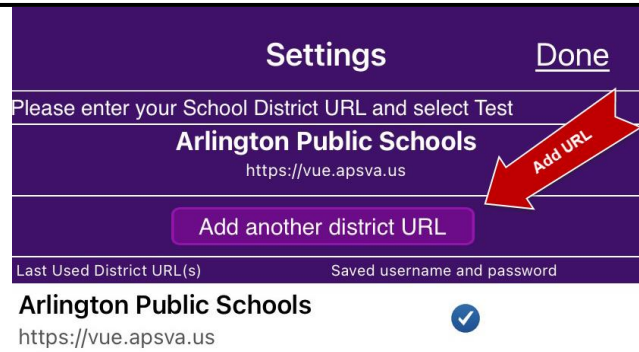 Settings Done
Please enter your School District URL and select Test
Arlington Public Schools
https://vue.apsva.us
Add URL
Add another district URL
Last Used District URL(s) Saved username and password
Arlington Public Schools
https://vue.apsva.us